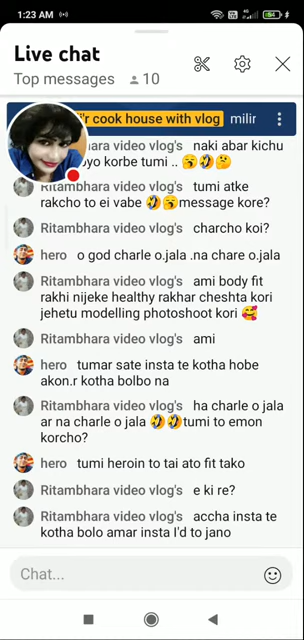 1:23 AM
Live chat
Top messages 10
'r cook house with vlog milir
hara vlog's naki abar kichu
oyo korbe tumi ..
Ritambhara video vlog's tumi atke
rakcho to ei vabe message kore?
Ritambhara video vlog's charcho koi?
hero o god charle o.jala .na chare o.jala
Ritambhara video vlog's ami body fit
rakhi nijeke healthy rakhar cheshta kori
jehetu modelling photoshoot kori
Ritambhara video vlog's ami
hero tumar sate insta te kotha hobe
akon.r kotha bolbo na
Ritambhara video vlog's ha charle o jala
ar na charle o jala tumi to emon
korcho?
hero tumi heroin to tai ato fit tako
Ritambhara video vlog's e ki re?
Ritambhara video vlog's accha insta te
kotha bolo amar insta I'd to jano
Chat...